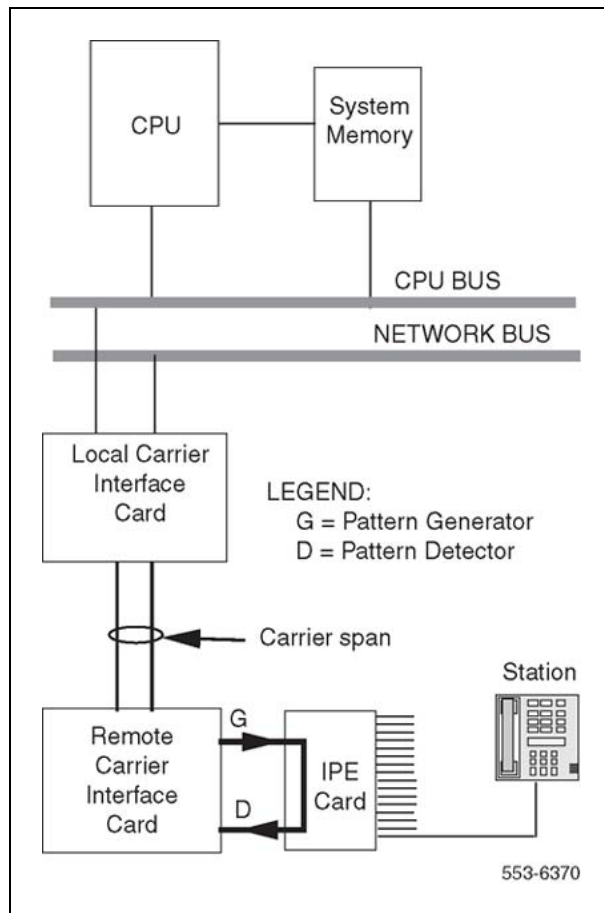 CPU
System
Memory
CPU BUS
NETWORK BUS
Local Carrier
Interface
Card
LEGEND:
G = Pattern Generator
D = Pattern Detector
Carrier span
Station
Remote
Carrier
Interface
Card
G
D
IPE
Card
553-6370